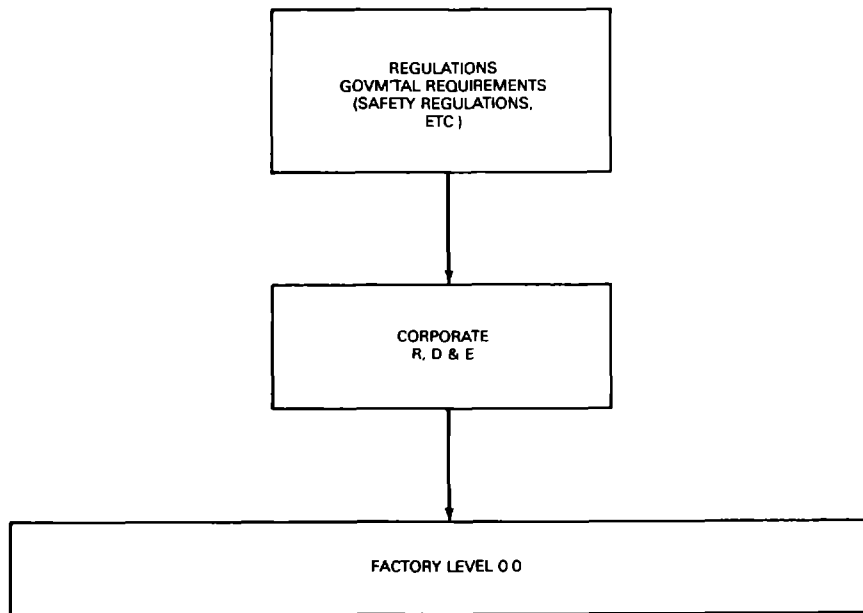 REGULATIONS
GOVM'TAL REQUIREMENTS
(SAFETY REGULATIONS,
ETC )
CORPORATE
R, D & E
FACTORY LEVEL 0 0